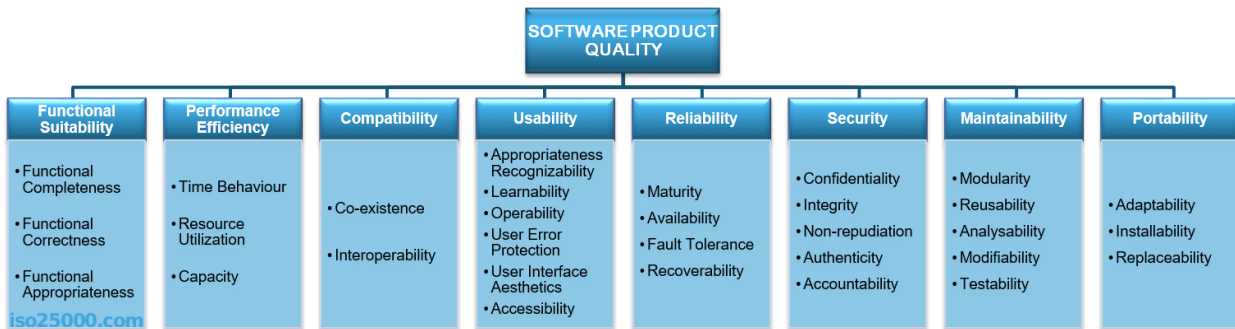 SOFTWARE PRODUCT
QUALITY
Functional
Suitability
• Functional
Completeness
• Functional
Correctness
• Functional
Appropriateness
iso25000.com
Performance
Efficiency
• Time Behaviour
• Resource
Utilization
• Capacity
Compatibility
• Co-existence
• Interoperability
Usability
• Appropriateness
Recognizability
• Learnability
• Operability
• User Error
Protection
• User Interface
Aesthetics
• Accessibility
Reliability
• Maturity
• Availability
• Fault Tolerance
• Recoverability
Security
• Confidentiality
• Integrity
• Non-repudiation
• Authenticity
• Accountability
Maintainability
• Modularity
• Reusability
• Analysability
• Modifiability
• Testability
Portability
• Adaptability
• Installability
• Replaceability